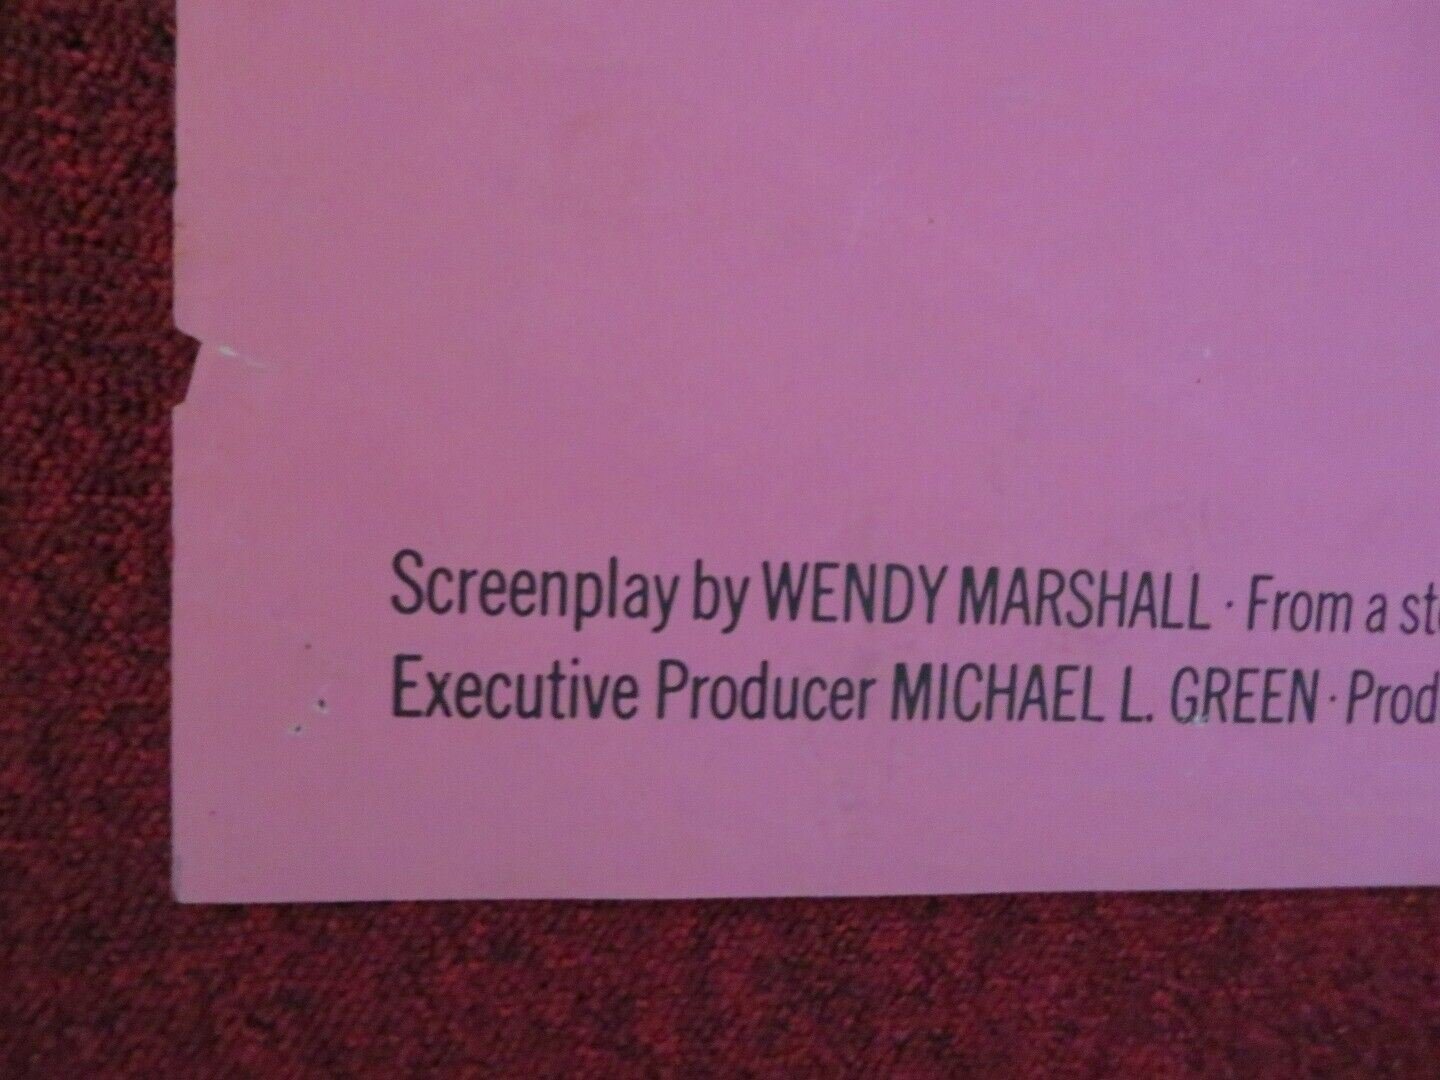 Screenplay by WENDY MARSHALL · From a st
Executive Producer MICHAEL L. GREEN · Prod